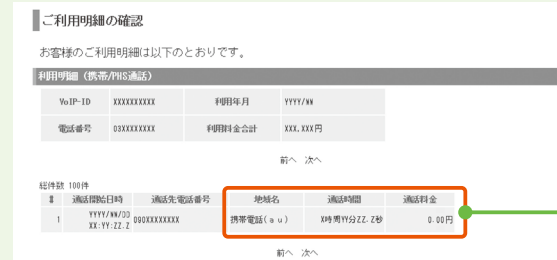 ご利用明細の確認
お客様のご利用明細は以下のとおりです。
利用明細（携帯/PHS通話）
VoIP-ID XXXXXXXXXX 利用年月 YYYY/MM
電話番号 03XXXXXXXX 利用料金合計 XXX,XXX円
前へ 次へ
総件数 100件
# 通話開始日時 通話先電話番号 地域名 通話時間 通話料金
1 YYYY/MM/DD XX:YY:ZZ.Z 090XXXXXXXX 携帯電話(ａｕ) X時間YY分ZZ.Z秒 0.00円
前へ 次へ